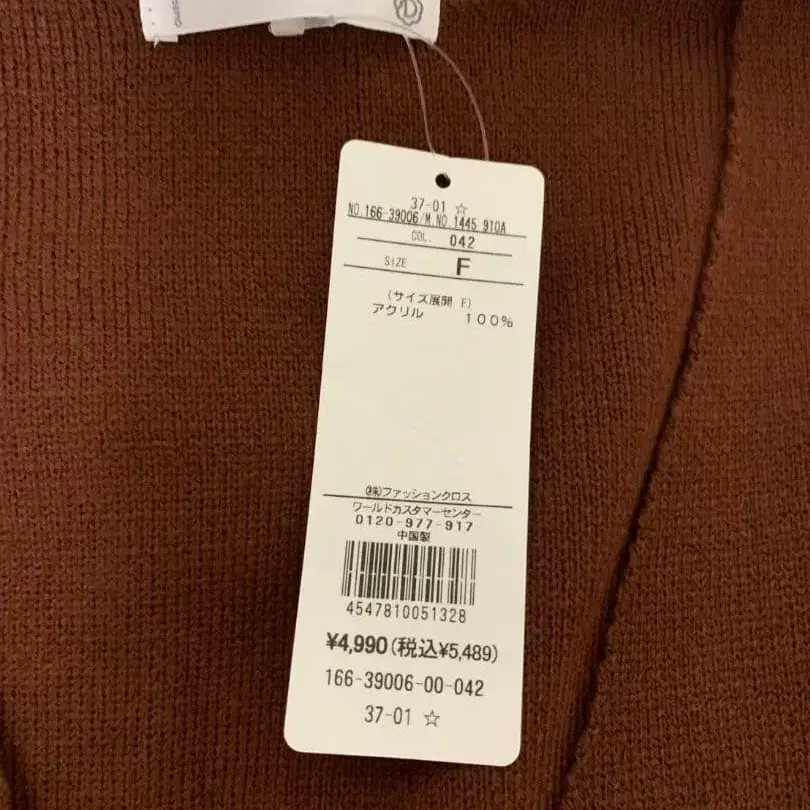 37-01 ☆
NO.166-39006/M.NO.1445 910A
COL. 042
SIZE F
(サイズ展開 F)
アクリル 100%
㈱ファッションクロス
ワールドカスタマーセンター
0120-977-917
中国製
4547810051328
¥4,990(税込¥5,489)
166-39006-00-042
37-01 ☆